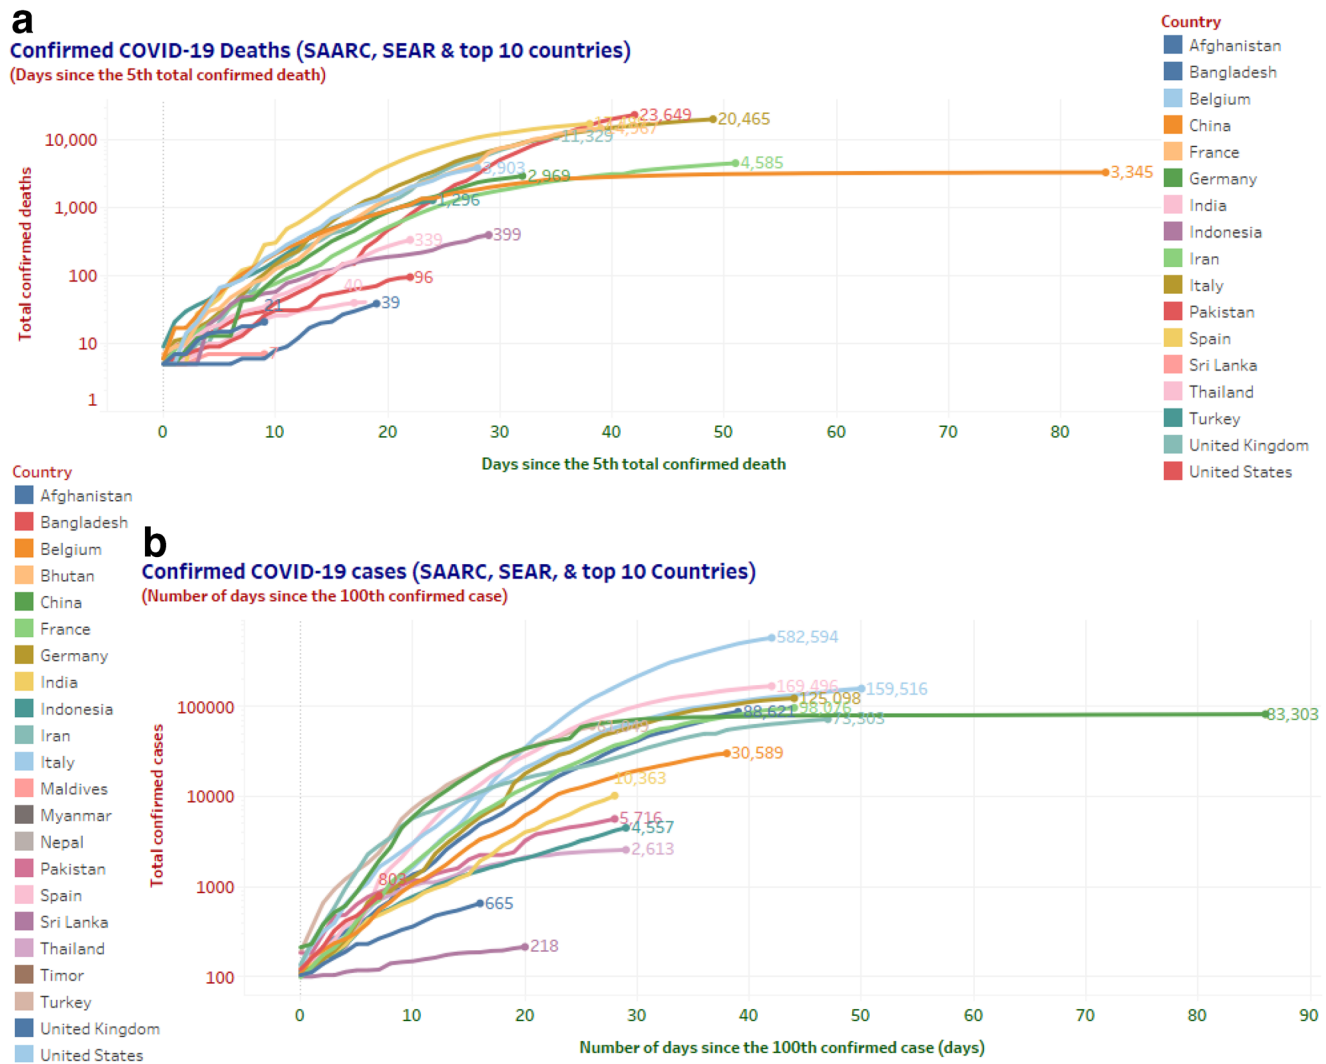 a
Confirmed COVID-19 Deaths (SAARC, SEAR & top 10 countries)
(Days since the 5th total confirmed death)
Total confirmed deaths
10,000
1,000
100
10
1
0
10
20
30
40
50
60
70
80
Days since the 5th total confirmed death
23,649
20,465
11,329
4,585
3,345
3,903
2,969
1,296
399
339
96
40
39
21
7
Country
Afghanistan
Bangladesh
Belgium
China
France
Germany
India
Indonesia
Iran
Italy
Pakistan
Spain
Sri Lanka
Thailand
Turkey
United Kingdom
United States
Country
Afghanistan
Bangladesh
Belgium
Bhutan
China
France
Germany
India
Indonesia
Iran
Italy
Maldives
Myanmar
Nepal
Pakistan
Spain
Sri Lanka
Thailand
Timor
Turkey
United Kingdom
United States
b
Confirmed COVID-19 cases (SAARC, SEAR, & top 10 Countries)
(Number of days since the 100th confirmed case)
Total confirmed cases
100000
10000
1000
100
0
10
20
30
40
50
60
70
80
90
Number of days since the 100th confirmed case (days)
582,594
169,496
159,516
125,098
88,621
83,303
73,303
30,589
10,363
5,716
4,557
2,613
803
665
218